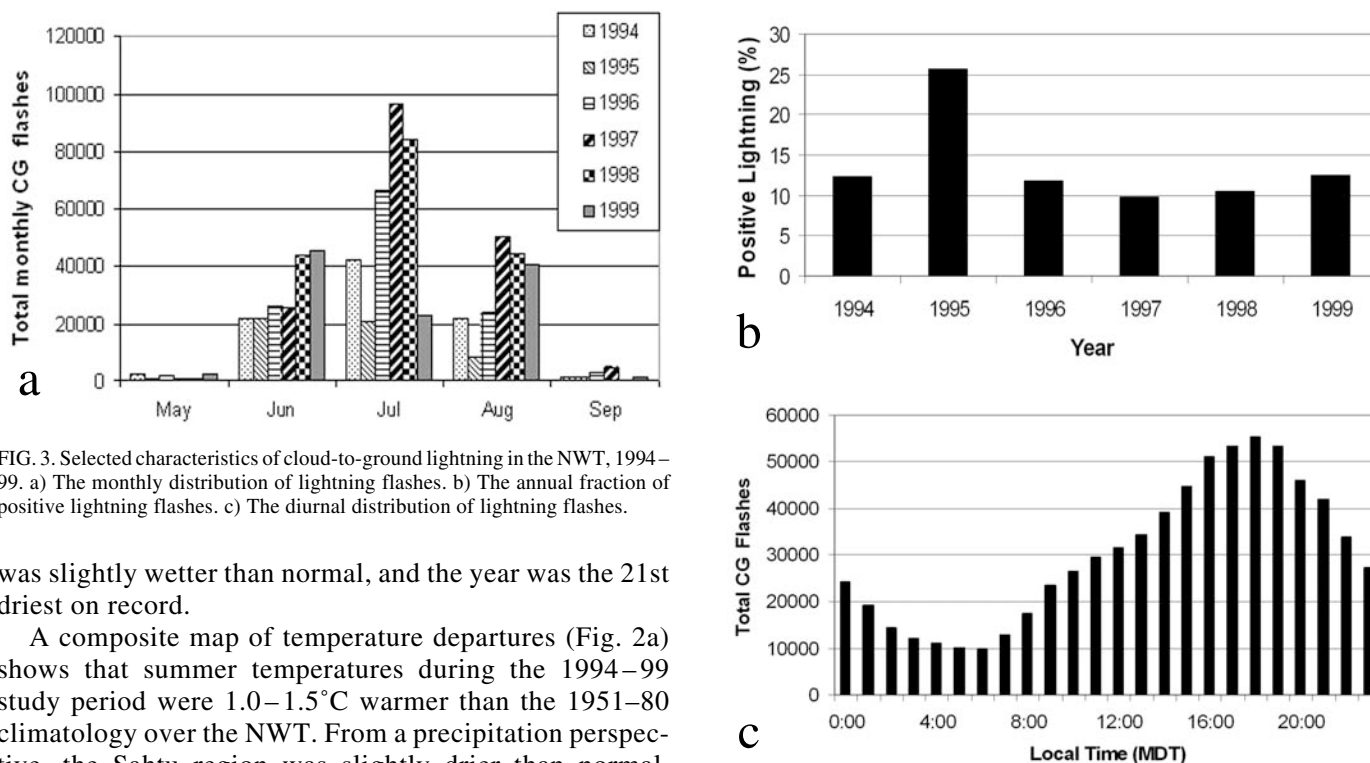 120000
100000
80000
60000
40000
20000
0
Total monthly CG flashes
May Jun Jul Aug Sep
1994
1995
1996
1997
1998
1999
a
FIG. 3. Selected characteristics of cloud-to-ground lightning in the NWT, 1994–
99. a) The monthly distribution of lightning flashes. b) The annual fraction of
positive lightning flashes. c) The diurnal distribution of lightning flashes.
was slightly wetter than normal, and the year was the 21st
driest on record.
A composite map of temperature departures (Fig. 2a)
shows that summer temperatures during the 1994–99
study period were 1.0–1.5˚C warmer than the 1951–80
climatology over the NWT. From a precipitation perspec-
tive, the Sahtu region was slightly drier than normal,
30
25
20
15
10
5
0
Positive Lightning (%)
1994 1995 1996 1997 1998 1999
Year
b
60000
50000
40000
30000
20000
10000
0
Total CG Flashes
0:00 4:00 8:00 12:00 16:00 20:00
Local Time (MDT)
c